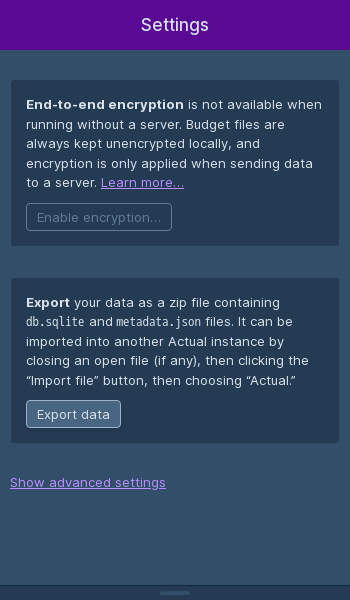 Settings
End-to-end encryption is not available when
running without a server. Budget files are
always kept unencrypted locally, and
encryption is only applied when sending data
to a server. Learn more…
Enable encryption…
Export your data as a zip file containing
db.sqlite and metadata.json files. It can be
imported into another Actual instance by
closing an open file (if any), then clicking the
“Import file” button, then choosing “Actual.”
Export data
Show advanced settings